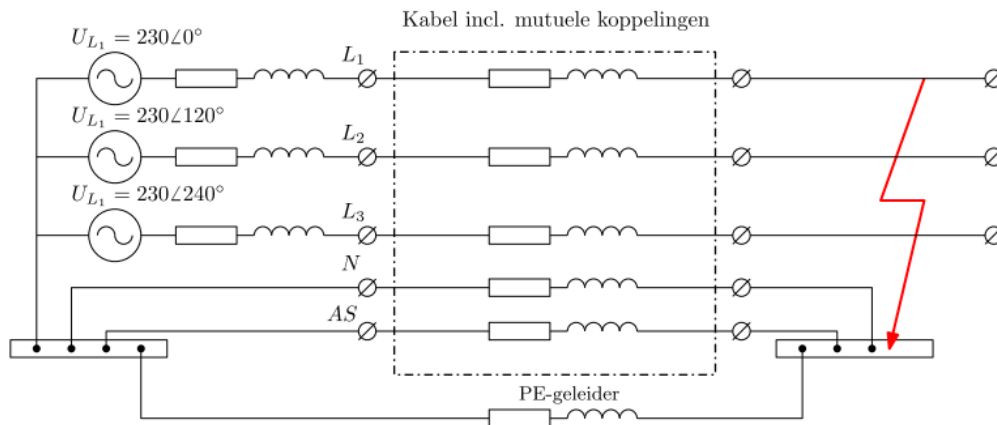 Kabel incl. mutuele koppelingen
U_{L_1} = 230∠0°
L_1
U_{L_1} = 230∠120°
L_2
U_{L_1} = 230∠240°
L_3
N
AS
PE-geleider